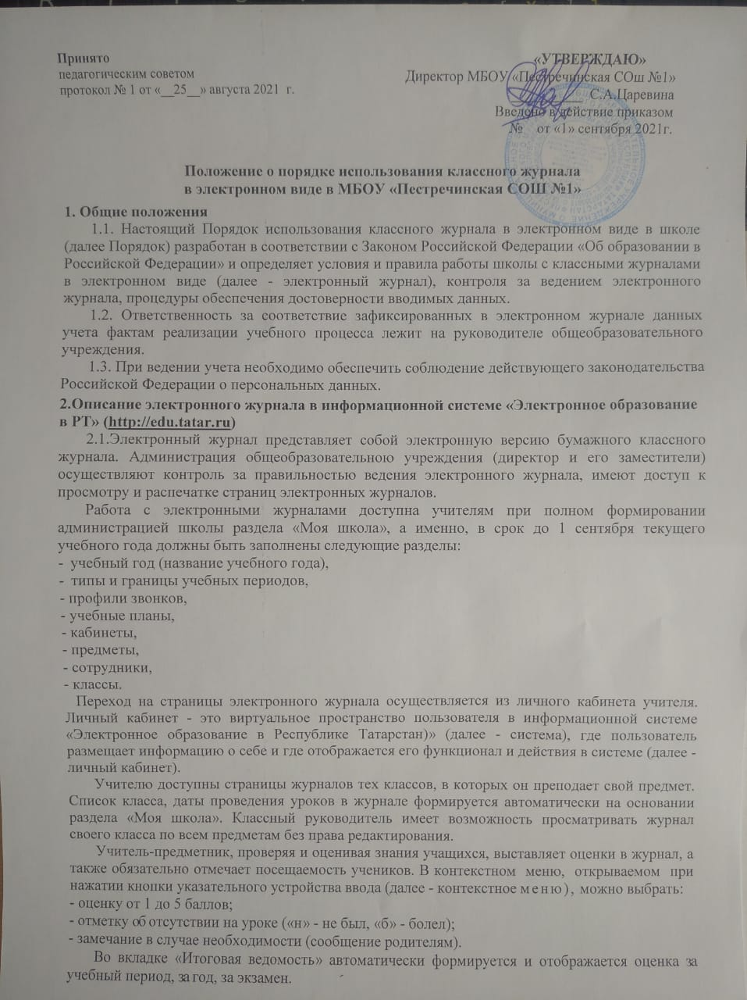 Принято
педагогическим советом
протокол № 1 от «__25__» августа 2021 г.
«УТВЕРЖДАЮ»
Директор МБОУ «Пестречинская СОш №1»
__________ С.А.Царевина
Введено в действие приказом
№ от «1» сентября 2021г.
Положение о порядке использования классного журнала
в электронном виде в МБОУ «Пестречинская СОШ №1»
1. Общие положения
1.1. Настоящий Порядок использования классного журнала в электронном виде в школе
(далее Порядок) разработан в соответствии с Законом Российской Федерации «Об образовании в
Российской Федерации» и определяет условия и правила работы школы с классными журналами
в электронном виде (далее - электронный журнал), контроля за ведением электронного
журнала, процедуры обеспечения достоверности вводимых данных.
1.2. Ответственность за соответствие зафиксированных в электронном журнале данных
учета фактам реализации учебного процесса лежит на руководителе общеобразовательного
учреждения.
1.3. При ведении учета необходимо обеспечить соблюдение действующего законодательства
Российской Федерации о персональных данных.
2.Описание электронного журнала в информационной системе «Электронное образование
в РТ» (http://edu.tatar.ru)
2.1.Электронный журнал представляет собой электронную версию бумажного классного
журнала. Администрация общеобразовательною учреждения (директор и его заместители)
осуществляют контроль за правильностью ведения электронного журнала, имеют доступ к
просмотру и распечатке страниц электронных журналов.
Работа с электронными журналами доступна учителям при полном формировании
администрацией школы раздела «Моя школа», а именно, в срок до 1 сентября текущего
учебного года должны быть заполнены следующие разделы:
- учебный год (название учебного года),
- типы и границы учебных периодов,
- профили звонков,
- учебные планы,
- кабинеты,
- предметы,
- сотрудники,
- классы.
Переход на страницы электронного журнала осуществляется из личного кабинета учителя.
Личный кабинет - это виртуальное пространство пользователя в информационной системе
«Электронное образование в Республике Татарстан)» (далее - система), где пользователь
размещает информацию о себе и где отображается его функционал и действия в системе (далее -
личный кабинет).
Учителю доступны страницы журналов тех классов, в которых он преподает свой предмет.
Список класса, даты проведения уроков в журнале формируется автоматически на основании
раздела «Моя школа». Классный руководитель имеет возможность просматривать журнал
своего класса по всем предметам без права редактирования.
Учитель-предметник, проверяя и оценивая знания учащихся, выставляет оценки в журнал, а
также обязательно отмечает посещаемость учеников. В контекстном меню, открываемом при
нажатии кнопки указательного устройства ввода (далее - контекстное меню), можно выбрать:
- оценку от 1 до 5 баллов;
- отметку об отсутствии на уроке («н» - не был, «б» - болел);
- замечание в случае необходимости (сообщение родителям).
Во вкладке «Итоговая ведомость» автоматически формируется и отображается оценка за
учебный период, за год, за экзамен.